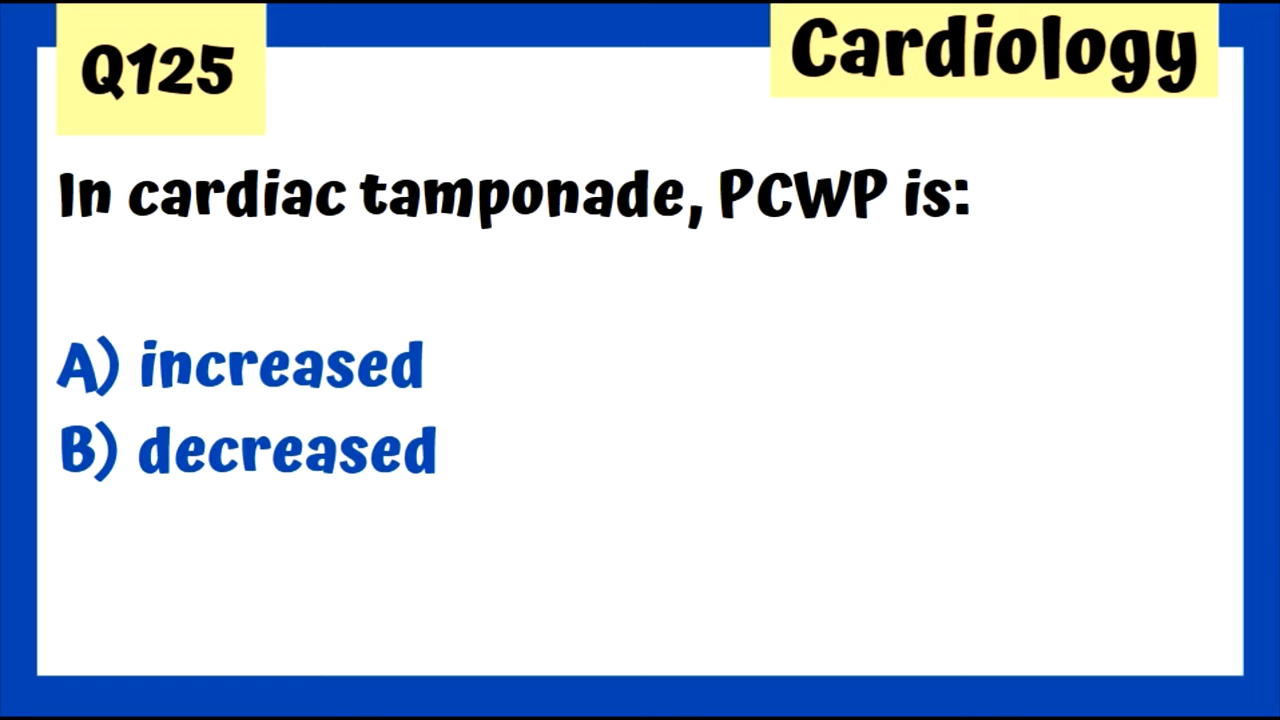 Q125
Cardiology
In cardiac tamponade, PCWP is:
A) increased
B) decreased